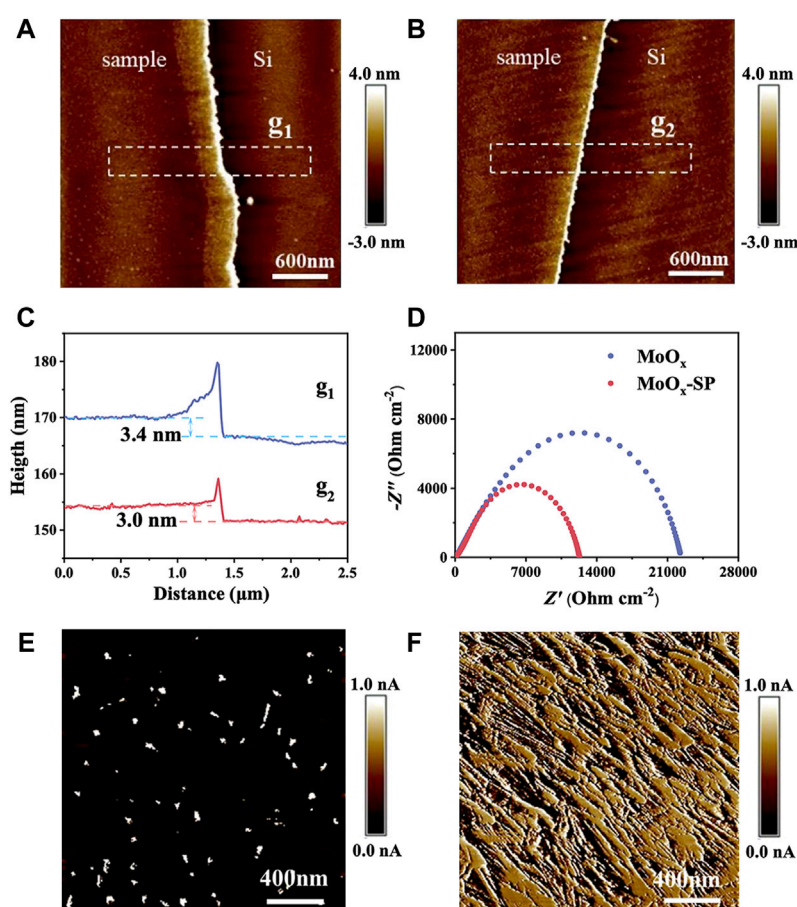 A
sample
Si
g₁
600nm
4.0 nm
-3.0 nm
B
sample
Si
g₂
600nm
4.0 nm
-3.0 nm
C
Heigth (nm)
180
170
160
150
g₁
3.4 nm
g₂
3.0 nm
0.0 0.5 1.0 1.5 2.0 2.5
Distance (µm)
D
-Z″ (Ohm cm⁻²)
12000
8000
4000
0
MoOₓ
MoOₓ-SP
0 7000 14000 21000 28000
Z′ (Ohm cm⁻²)
E
400nm
1.0 nA
0.0 nA
F
400nm
1.0 nA
0.0 nA